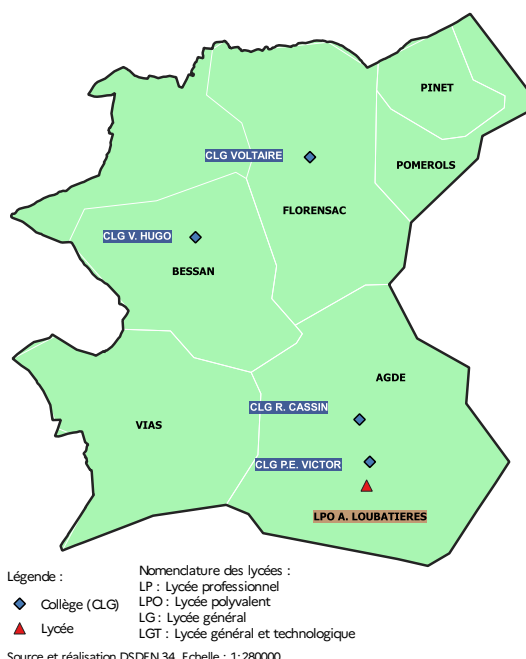 PINET
CLG VOLTAIRE
POMEROLS
FLORENSAC
CLG V. HUGO
BESSAN
AGDE
CLG R. CASSIN
VIAS
CLG P.E. VICTOR
LPO A. LOUBATIERES
Légende :
Collège (CLG)
Lycée
Nomenclature des lycées :
LP : Lycée professionnel
LPO : Lycée polyvalent
LG : Lycée général
LGT : Lycée général et technologique
Source et réalisation DSDEN 34 Echelle : 1:280000